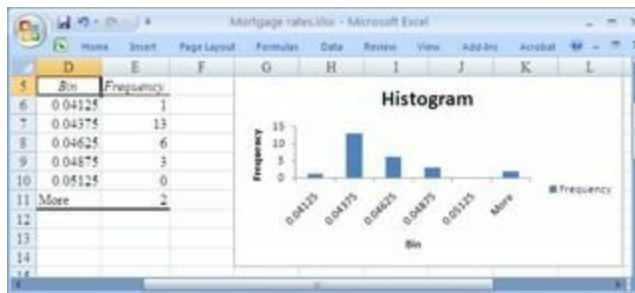 Mortgage rates.xlsx - Microsoft Excel
Home Insert Page Layout Formulas Data Review View Add-Ins Acrobat
D E F G H I J K L
5 Bin Frequency
6 0.04125 1
7 0.04375 13
8 0.04625 6
9 0.04875 3
10 0.05125 0
11 More 2
12
13
14
Histogram
Frequency
15
10
5
0
0.04125 0.04375 0.04625 0.04875 0.05125 More
Bin
Frequency